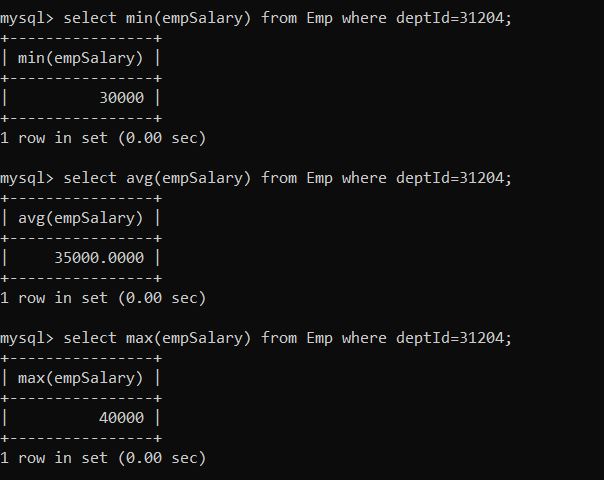 mysql> select min(empSalary) from Emp where deptId=31204;
+----------------+
| min(empSalary) |
+----------------+
|          30000 |
+----------------+
1 row in set (0.00 sec)

mysql> select avg(empSalary) from Emp where deptId=31204;
+----------------+
| avg(empSalary) |
+----------------+
|     35000.0000 |
+----------------+
1 row in set (0.00 sec)

mysql> select max(empSalary) from Emp where deptId=31204;
+----------------+
| max(empSalary) |
+----------------+
|          40000 |
+----------------+
1 row in set (0.00 sec)